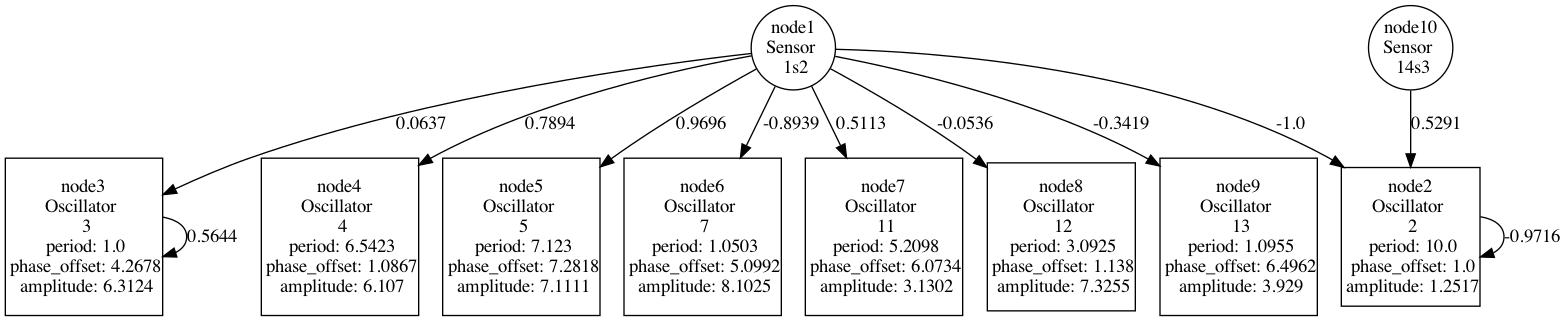 node1
Sensor
1s2
node10
Sensor
14s3
0.0637
0.7894
0.9696
-0.8939
0.5113
-0.0536
-0.3419
-1.0
0.5291
node3
Oscillator
3
period: 1.0
phase_offset: 4.2678
amplitude: 6.3124
0.5644
node4
Oscillator
4
period: 6.5423
phase_offset: 1.0867
amplitude: 6.107
node5
Oscillator
5
period: 7.123
phase_offset: 7.2818
amplitude: 7.1111
node6
Oscillator
7
period: 1.0503
phase_offset: 5.0992
amplitude: 8.1025
node7
Oscillator
11
period: 5.2098
phase_offset: 6.0734
amplitude: 3.1302
node8
Oscillator
12
period: 3.0925
phase_offset: 1.138
amplitude: 7.3255
node9
Oscillator
13
period: 1.0955
phase_offset: 6.4962
amplitude: 3.929
node2
Oscillator
2
period: 10.0
phase_offset: 1.0
amplitude: 1.2517
-0.9716